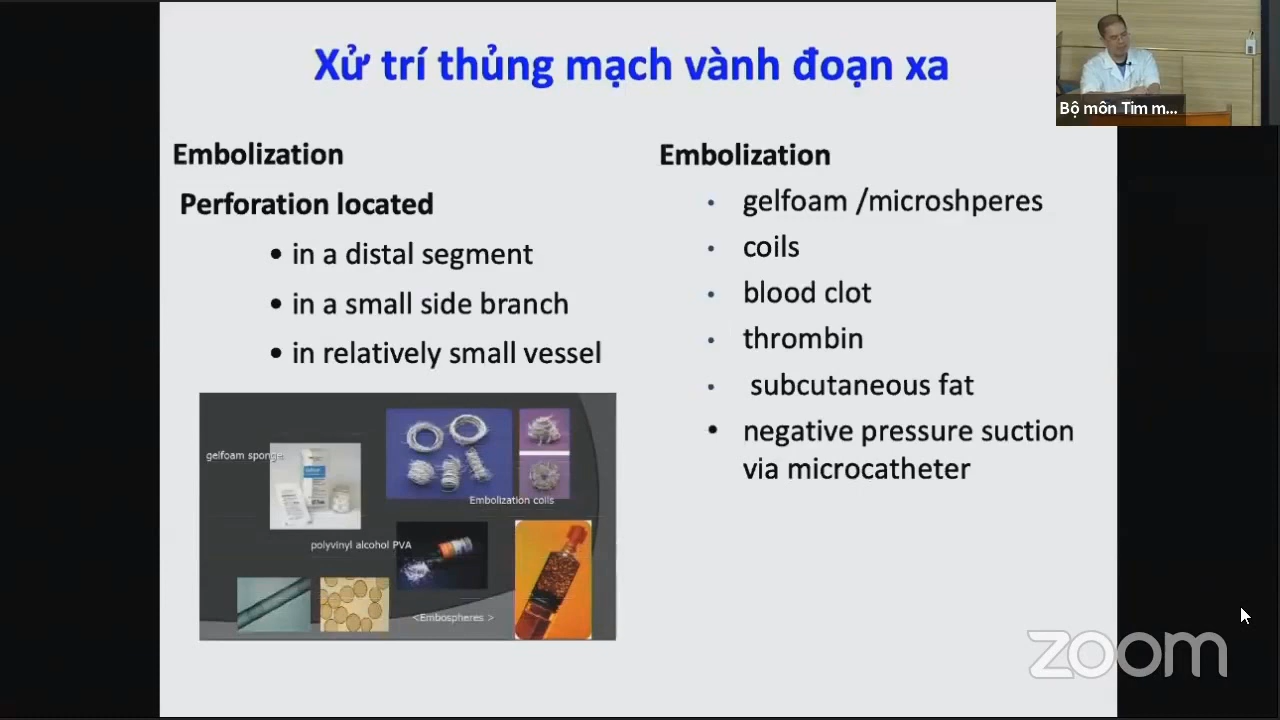 Xử trí thủng mạch vành đoạn xa
Bộ môn Tim m...
Embolization
Perforation located
• in a distal segment
• in a small side branch
• in relatively small vessel
gelfoam sponge
Embolization coils
polyvinyl alcohol PVA
<Embospheres >
Embolization
• gelfoam /microshperes
• coils
• blood clot
• thrombin
• subcutaneous fat
• negative pressure suction
via microcatheter
zoom